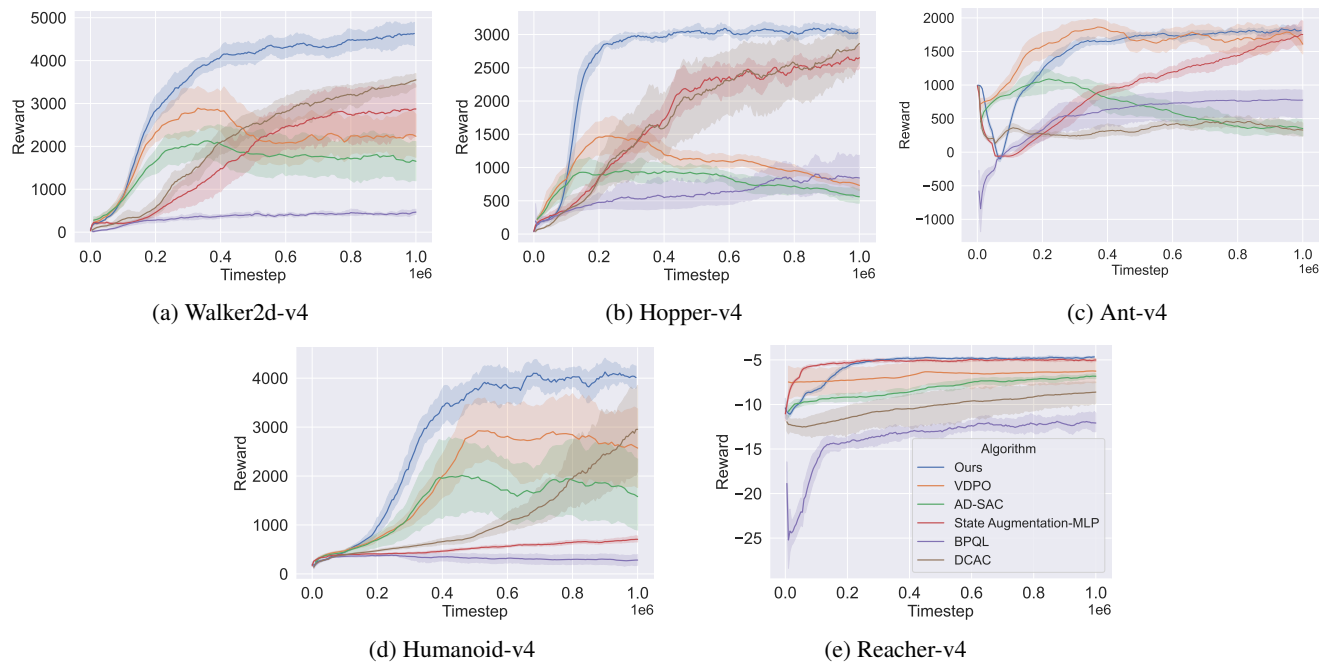 5000
4000
3000
2000
1000
0
Reward
0.0 0.2 0.4 0.6 0.8 1.0
Timestep
1e6
(a) Walker2d-v4
3000
2500
2000
1500
1000
500
0
Reward
0.0 0.2 0.4 0.6 0.8 1.0
Timestep
1e6
(b) Hopper-v4
2000
1500
1000
500
0
−500
−1000
Reward
0.0 0.2 0.4 0.6 0.8 1.0
Timestep
1e6
(c) Ant-v4
4000
3000
2000
1000
0
Reward
0.0 0.2 0.4 0.6 0.8 1.0
Timestep
1e6
(d) Humanoid-v4
−5
−10
−15
−20
−25
Reward
Algorithm
Ours
VDPO
AD-SAC
State Augmentation-MLP
BPQL
DCAC
0.0 0.2 0.4 0.6 0.8 1.0
Timestep
1e6
(e) Reacher-v4